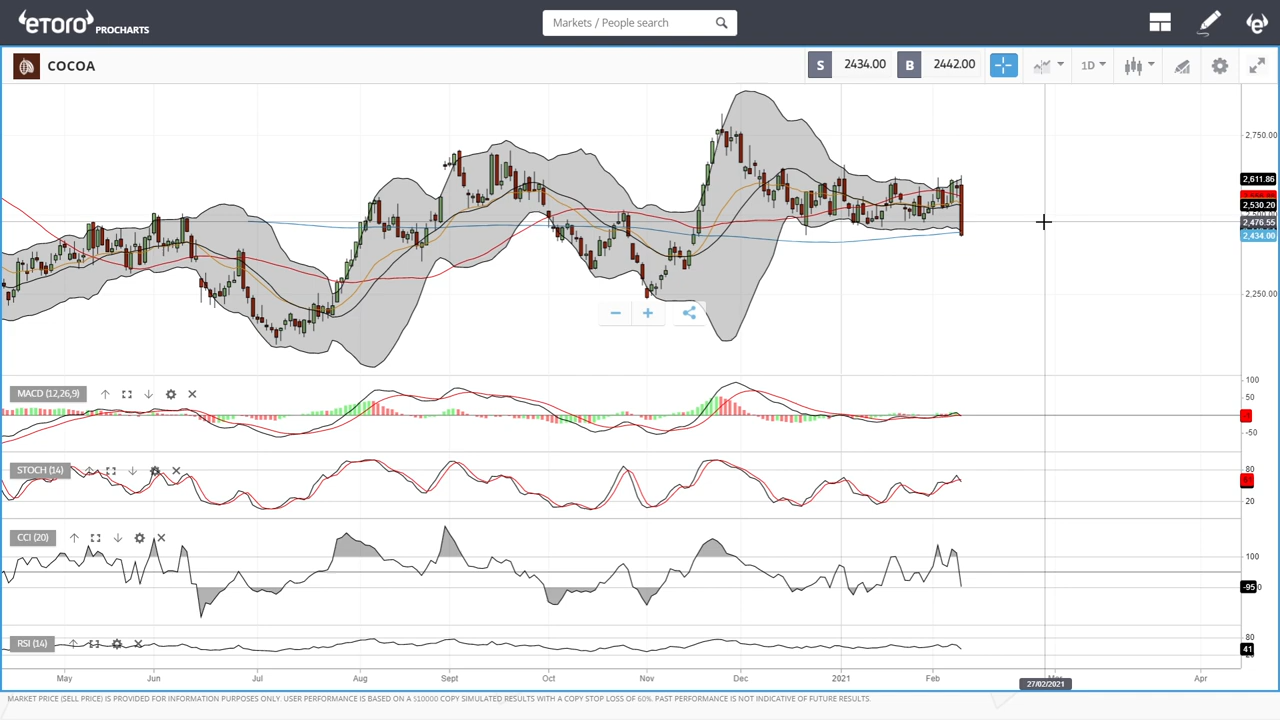 eToro PROCHARTS
Markets / People search
COCOA
S 2434.00 B 2442.00
1D
2,750.00
2,611.86
2,530.20
2,476.55
2,434.00
2,250.00
MACD (12,26,9)
100
50
-50
STOCH (14)
80
20
CCI (20)
100
-95
RSI (14)
80
41
May Jun Jul Aug Sept Oct Nov Dec 2021 Feb Apr
27/02/2021
MARKET PRICE (SELL PRICE) IS PROVIDED FOR INFORMATION PURPOSES ONLY. USER PERFORMANCE IS BASED ON A $10000 COPY SIMULATED RESULTS WITH A COPY STOP LOSS OF 60%. PAST PERFORMANCE IS NOT INDICATIVE OF FUTURE RESULTS.